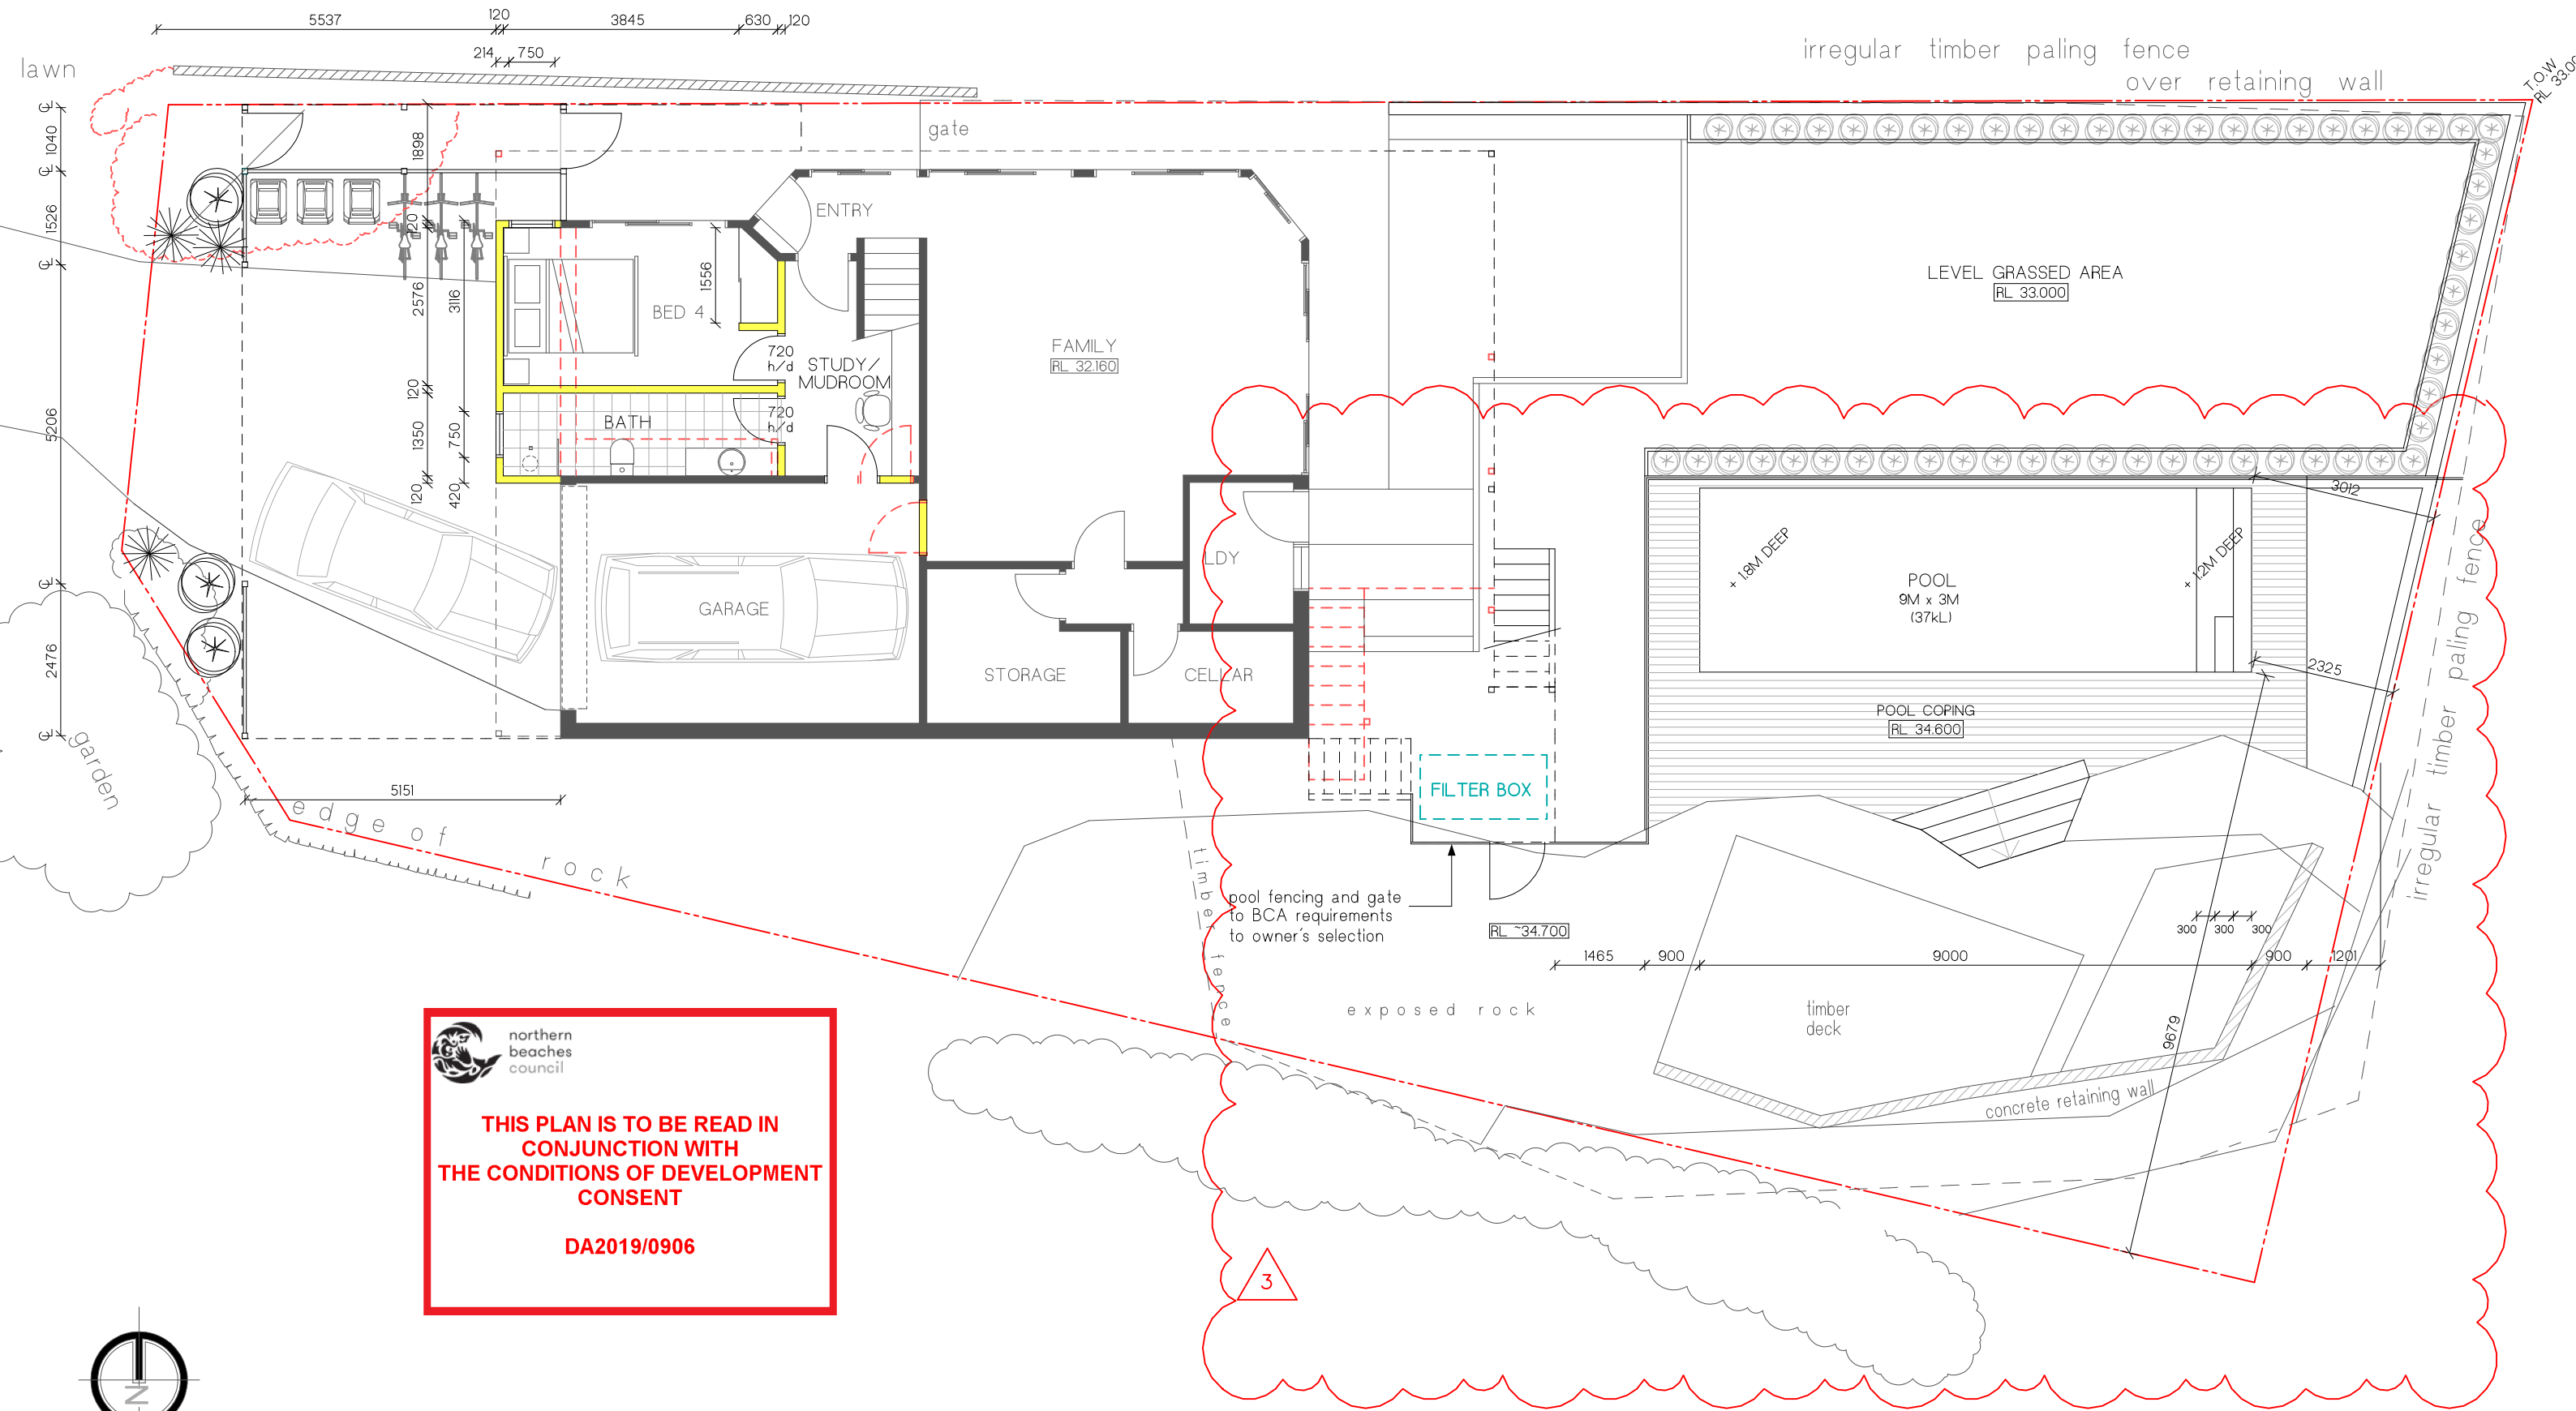 5537
120
3845
630
120
214
750
lawn
irregular timber paling fence
over retaining wall
T.O.W
gate
1040
1898
1526
120
2576
3116
5206
120
1350
750
120
420
2476
ENTRY
1556
BED 4
720
h/d
STUDY/
MUDROOM
BATH
720
h/d
FAMILY
RL 32.160
LEVEL GRASSED AREA
RL 33.000
LDY
GARAGE
STORAGE
CELLAR
1.8M DEEP
POOL
9M x 3M
(37kL)
1.2M DEEP
3012
2325
POOL COPING
RL 34.600
irregular timber paling fence
garden
5151
edge of rock
FILTER BOX
timber fence
pool fencing and gate
to BCA requirements
to owner's selection
RL ~34.700
300 300 300
1465
900
9000
900
1201
9679
exposed rock
timber
deck
concrete retaining wall
northern
beaches
council
THIS PLAN IS TO BE READ IN
CONJUNCTION WITH
THE CONDITIONS OF DEVELOPMENT
CONSENT
DA2019/0906
3
N